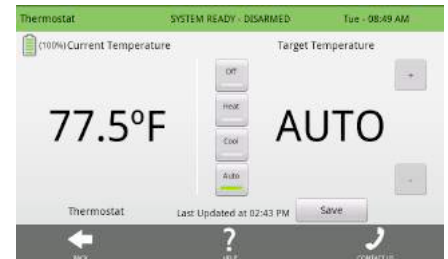 Thermostat SYSTEM READY - DISARMED Tue - 08:49 AM
(100%) Current Temperature Target Temperature
Off
+
Heat
77.5°F AUTO
Cool
Auto
-
Thermostat Last Updated at 02:43 PM Save
? 
BACK HELP CONTACT US